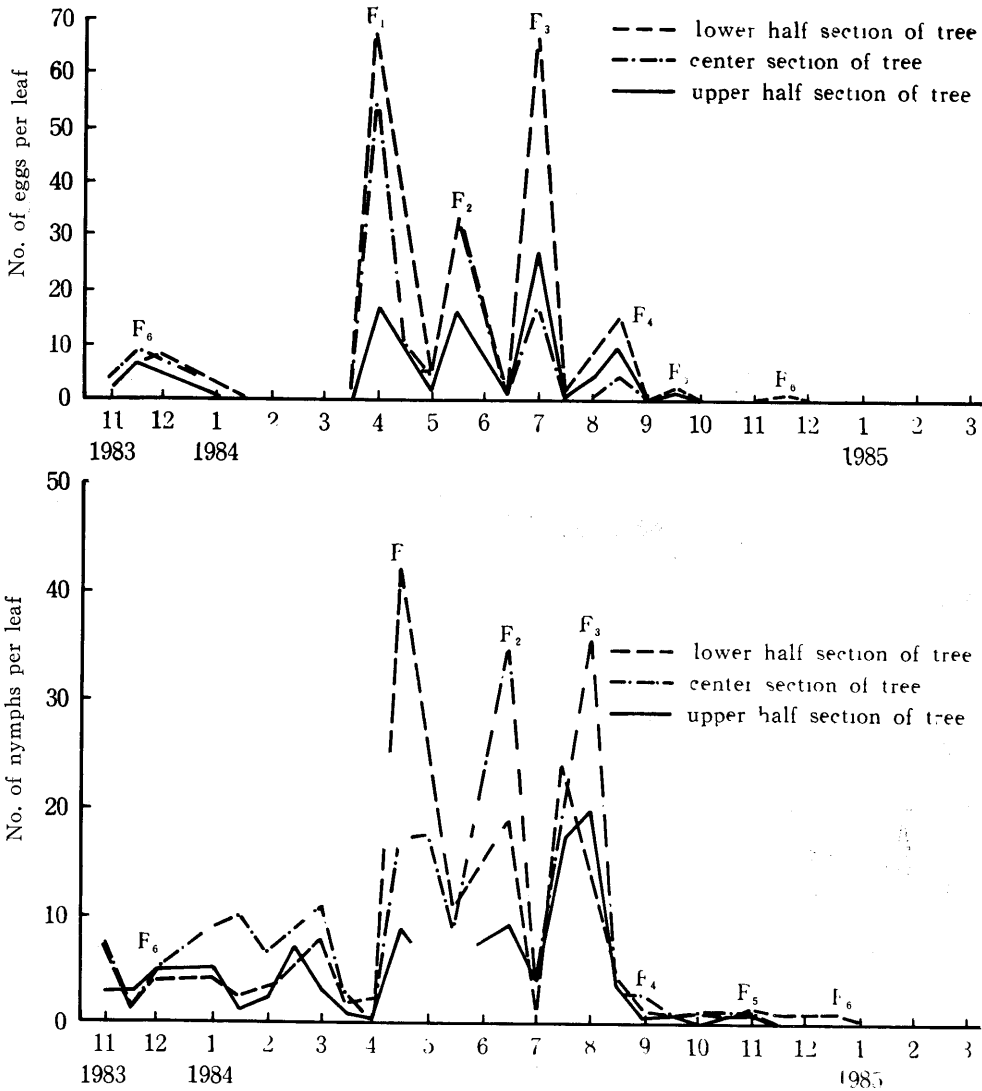 70
60
50
40
30
20
10
0
No. of eggs per leaf
F₁
F₂
F₃
F₄
F₆
F₆
lower half section of tree
center section of tree
upper half section of tree
11 12 1 2 3 4 5 6 7 8 9 10 11 12 1 2 3
1983 1984 1985
50
40
30
20
10
0
No. of nymphs per leaf
F
F₂
F₃
F₆
F₄
F₅
F₆
lower half section of tree
center section of tree
upper half section of tree
11 12 1 2 3 4 5 6 7 8 9 10 11 12 1 2 3
1983 1984 1985